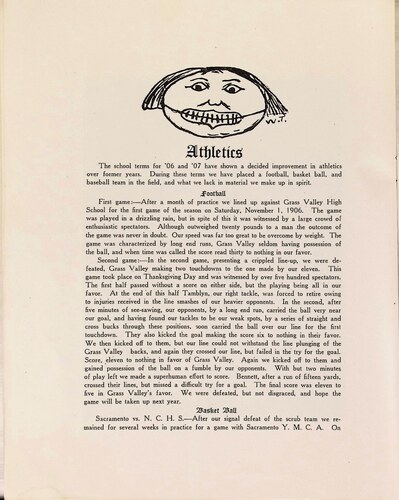 W.T.
Athletics
The school terms for '06 and '07 have shown a decided improvement in athletics
over former years. During these terms we have placed a football, basket ball, and
baseball team in the field, and what we lack in material we make up in spirit.
Football
First game:—After a month of practice we lined up against Grass Valley High
School for the first game of the season on Saturday, November 1, 1906. The game
was played in a drizzling rain, but in spite of this it was witnessed by a large crowd of
enthusiastic spectators. Although outweighed twenty pounds to a man the outcome of
the game was never in doubt. Our speed was far too great to be overcome by weight. The
game was characterized by long end runs, Grass Valley seldom having possession of
the ball, and when time was called the score read thirty to nothing in our favor.
Second game:—In the second game, presenting a crippled line-up, we were de-
feated, Grass Valley making two touchdowns to the one made by our eleven. This
game took place on Thanksgiving Day and was witnessed by over five hundred spectators.
The first half passed without a score on either side, but the playing being all in our
favor. At the end of this half Tamblyn, our right tackle, was forced to retire owing
to injuries received in the line smashes of our heavier opponents. In the second, after
five minutes of see-sawing, our opponents, by a long end run, carried the ball very near
our goal, and having found our tackles to be our weak spots, by a series of straight and
cross bucks through these positions, soon carried the ball over our line for the first
touchdown. They also kicked the goal making the score six to nothing in their favor.
We then kicked off to them, but our line could not withstand the line plunging of the
Grass Valley backs, and again they crossed our line, but failed in the try for the goal.
Score, eleven to nothing in favor of Grass Valley. Again we kicked off to them and
gained possession of the ball on a fumble by our opponents. With but two minutes
of play left we made a superhuman effort to score. Bennett, after a run of fifteen yards,
crossed their lines, but missed a difficult try for a goal. The final score was eleven to
five in Grass Valley's favor. We were defeated, but not disgraced, and hope the
game will be taken up next year.
Basket Ball
Sacramento vs. N. C. H. S.—After our signal defeat of the scrub team we re-
mained for several weeks in practice for a game with Sacramento Y. M. C. A. On